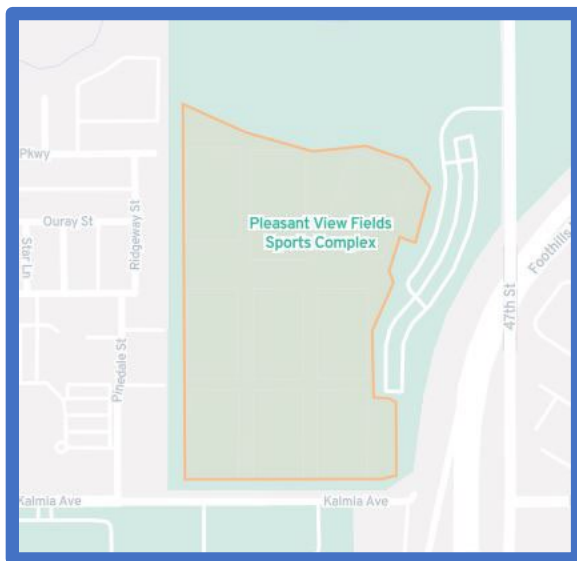 Pkwy
Ouray St
Ridgeway St
Star Ln
Pleasant View Fields
Sports Complex
Foothills
47th St
Pinedale St
Kalmia Ave
Kalmia Ave